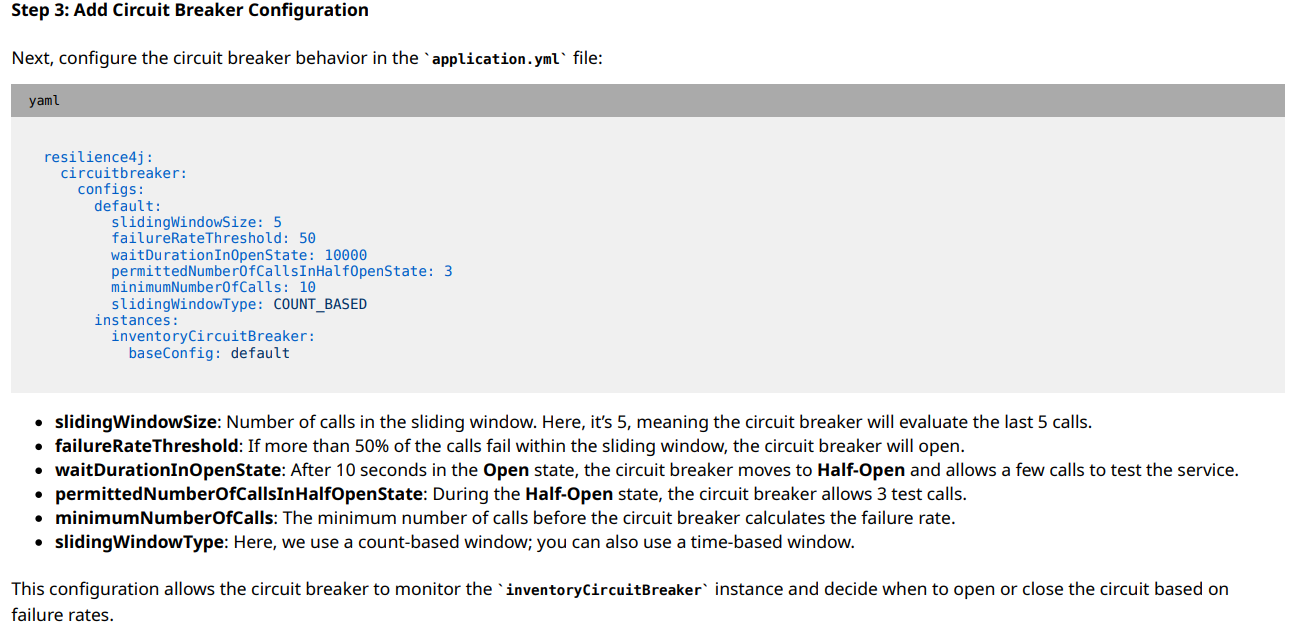 Step 3: Add Circuit Breaker Configuration
Next, configure the circuit breaker behavior in the `application.yml` file:
yaml
resilience4j:
  circuitbreaker:
    configs:
      default:
        slidingWindowSize: 5
        failureRateThreshold: 50
        waitDurationInOpenState: 10000
        permittedNumberOfCallsInHalfOpenState: 3
        minimumNumberOfCalls: 10
        slidingWindowType: COUNT_BASED
      instances:
        inventoryCircuitBreaker:
          baseConfig: default
• slidingWindowSize: Number of calls in the sliding window. Here, it’s 5, meaning the circuit breaker will evaluate the last 5 calls.
• failureRateThreshold: If more than 50% of the calls fail within the sliding window, the circuit breaker will open.
• waitDurationInOpenState: After 10 seconds in the Open state, the circuit breaker moves to Half-Open and allows a few calls to test the service.
• permittedNumberOfCallsInHalfOpenState: During the Half-Open state, the circuit breaker allows 3 test calls.
• minimumNumberOfCalls: The minimum number of calls before the circuit breaker calculates the failure rate.
• slidingWindowType: Here, we use a count-based window; you can also use a time-based window.
This configuration allows the circuit breaker to monitor the `inventoryCircuitBreaker` instance and decide when to open or close the circuit based on
failure rates.